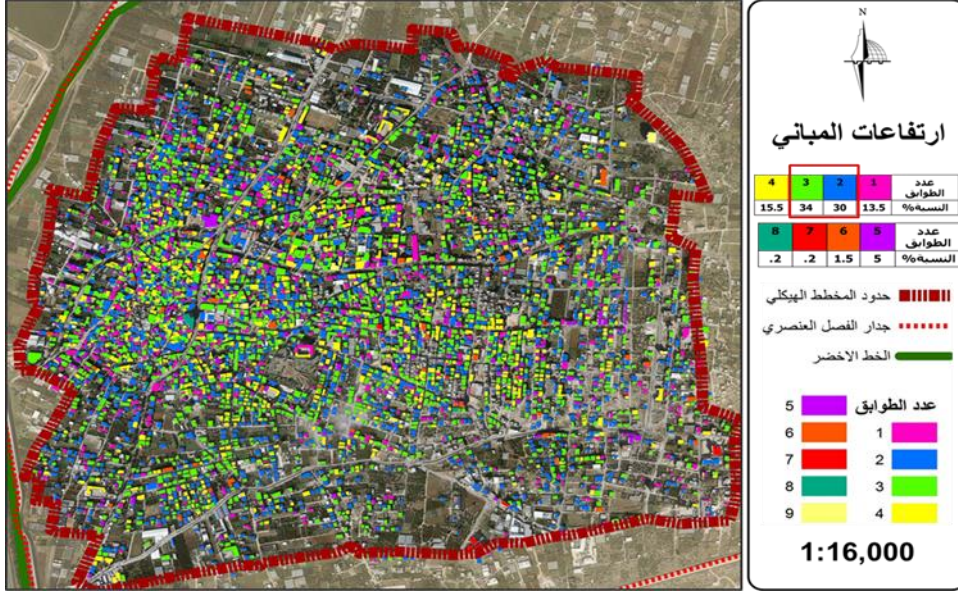 N
ارتفاعات المباني
عدد الطوابق 1 2 3 4
النسبة% 13.5 30 34 15.5
عدد الطوابق 5 6 7 8
النسبة% 5 1.5 .2 .2
حدود المخطط الهيكلي
جدار الفصل العنصري
الخط الاخضر
عدد الطوابق 5
1 6
2 7
3 8
4 9
1:16,000